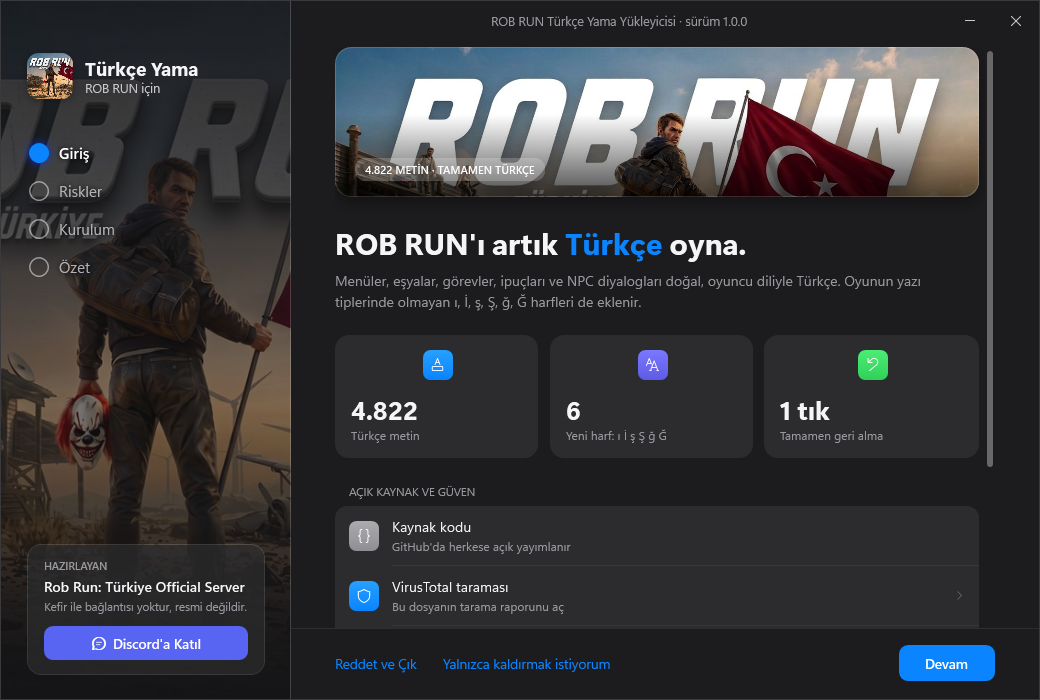 ROB RUN Türkçe Yama Yükleyicisi · sürüm 1.0.0
ROB RUN
Türkçe Yama
ROB RUN için
Giriş
Riskler
Kurulum
Özet
TÜRKİYE
HAZIRLAYAN
Rob Run: Türkiye Official Server
Kefir ile bağlantısı yoktur, resmi değildir.
Discord'a Katıl
ROB RUN
4.822 METİN · TAMAMEN TÜRKÇE
ROB RUN'ı artık Türkçe oyna.
Menüler, eşyalar, görevler, ipuçları ve NPC diyalogları doğal, oyuncu diliyle Türkçe. Oyunun yazı
tiplerinde olmayan ı, İ, ş, Ş, ğ, Ğ harfleri de eklenir.
4.822
Türkçe metin
6
Yeni harf: ı İ ş Ş ğ Ğ
1 tık
Tamamen geri alma
AÇIK KAYNAK VE GÜVEN
{ }
Kaynak kodu
GitHub'da herkese açık yayımlanır
VirusTotal taraması
Bu dosyanın tarama raporunu aç
Reddet ve Çık
Yalnızca kaldırmak istiyorum
Devam